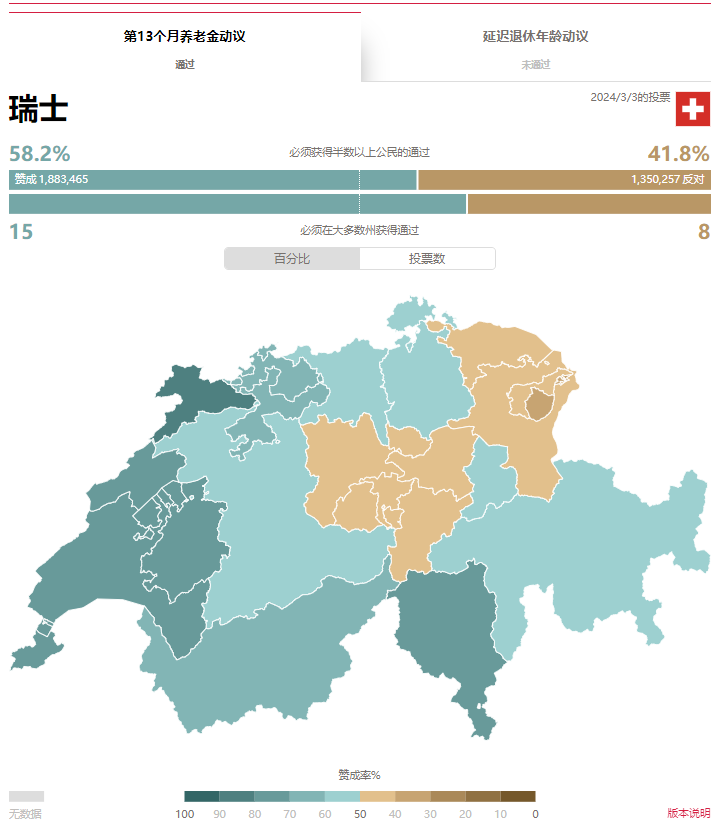 第13个月养老金动议 延迟退休年龄动议
通过 未通过
瑞士 2024/3/3的投票
58.2% 必须获得半数以上公民的通过 41.8%
赞成 1,883,465 1,350,257 反对
15 必须在大多数州获得通过 8
百分比 投票数
赞成率%
无数据 100 90 80 70 60 50 40 30 20 10 0 版本说明